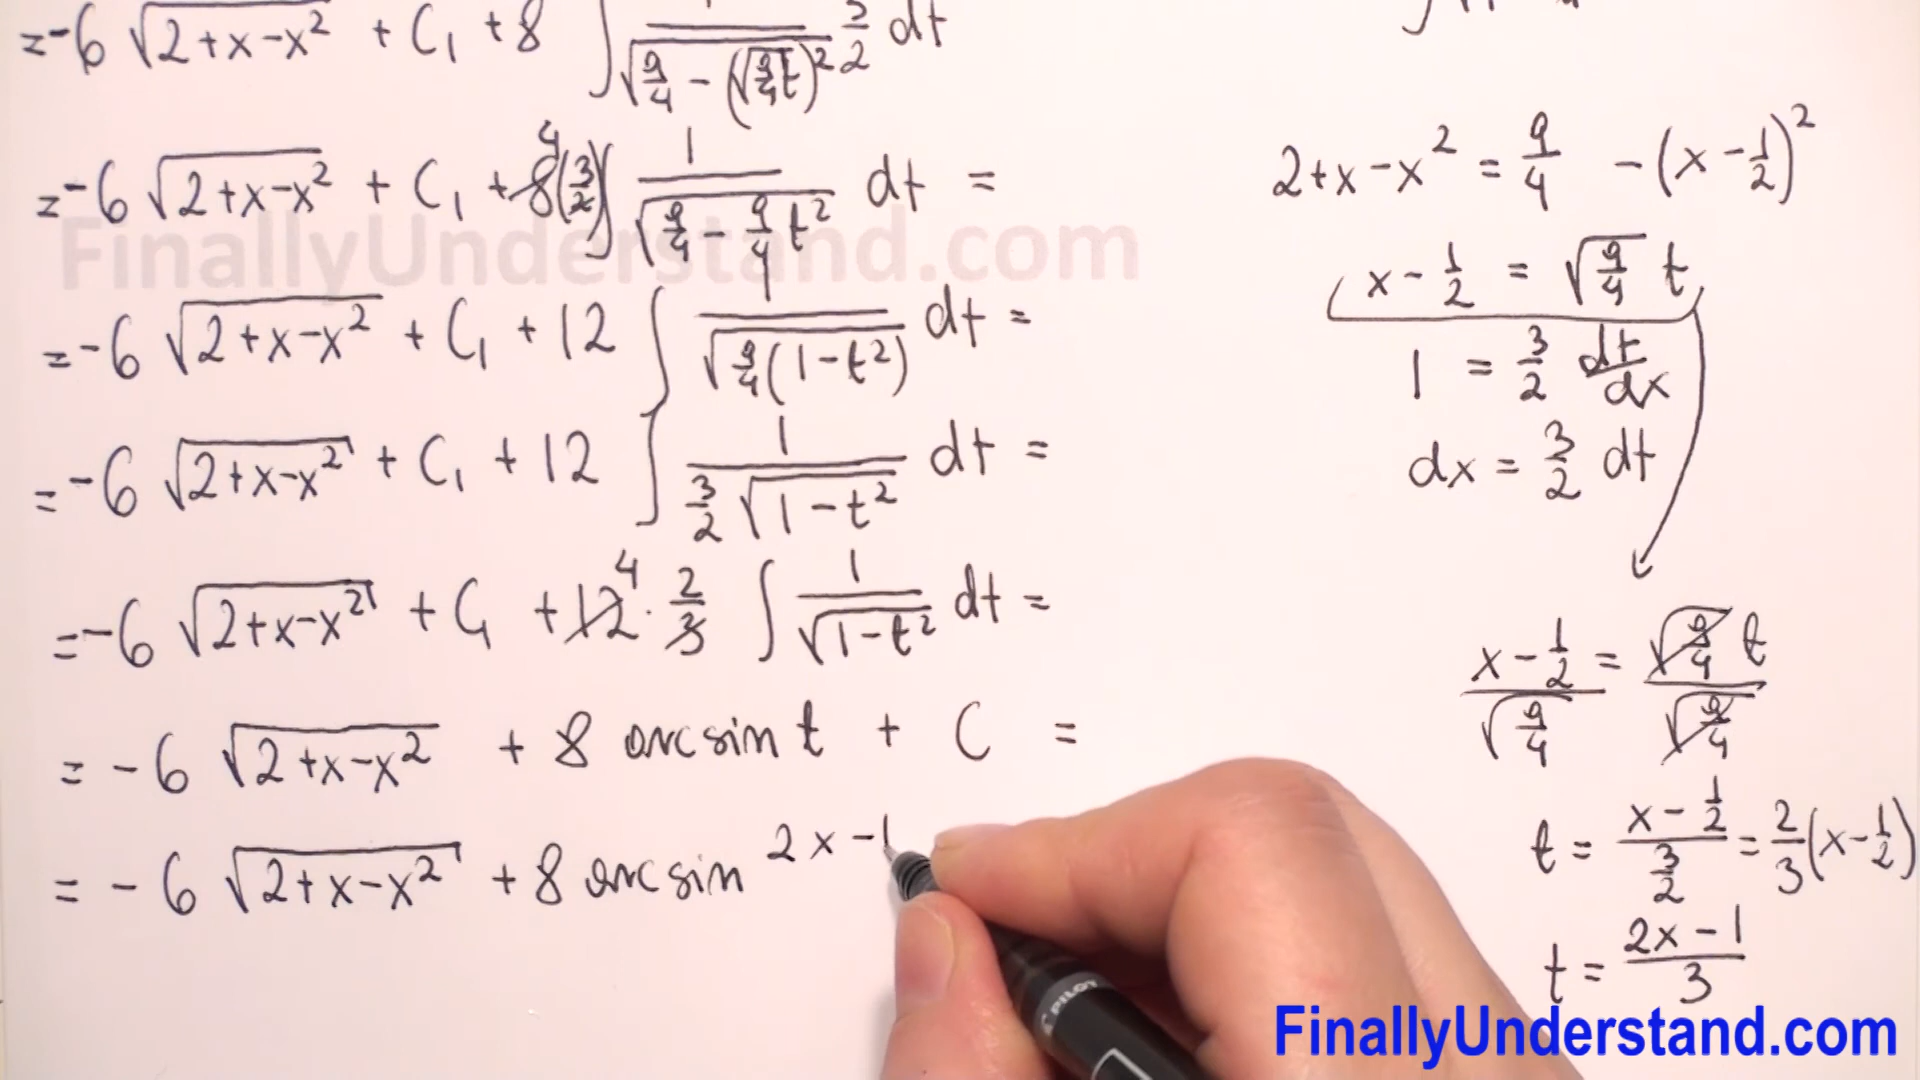 = -6 √(2+x-x²) + C₁ + 8 ∫ 1/√(9/4 - (√(9/4) t)²) 3/2 dt
= -6 √(2+x-x²) + C₁ + 8 4 (3/2) ∫ 1/√(9/4 - 9/4 t²) dt =
= -6 √(2+x-x²) + C₁ + 12 ∫ 1/√(9/4 (1-t²)) dt =
= -6 √(2+x-x²) + C₁ + 12 ∫ 1/(3/2 √(1-t²)) dt =
= -6 √(2+x-x²) + C₁ + 12 4 · 2/3 ∫ 1/√(1-t²) dt =
= -6 √(2+x-x²) + 8 arcsin t + C =
= -6 √(2+x-x²) + 8 arcsin 2x - 1
2+x-x² = 9/4 - (x - 1/2)²
x - 1/2 = √(9/4) t
1 = 3/2 dt/dx
dx = 3/2 dt
(x - 1/2)/√(9/4) = √(9/4) t/√(9/4)
t = (x - 1/2)/(3/2) = 2/3 (x - 1/2)
t = (2x - 1)/3
FinallyUnderstand.com
FinallyUnderstand.com
PILOT